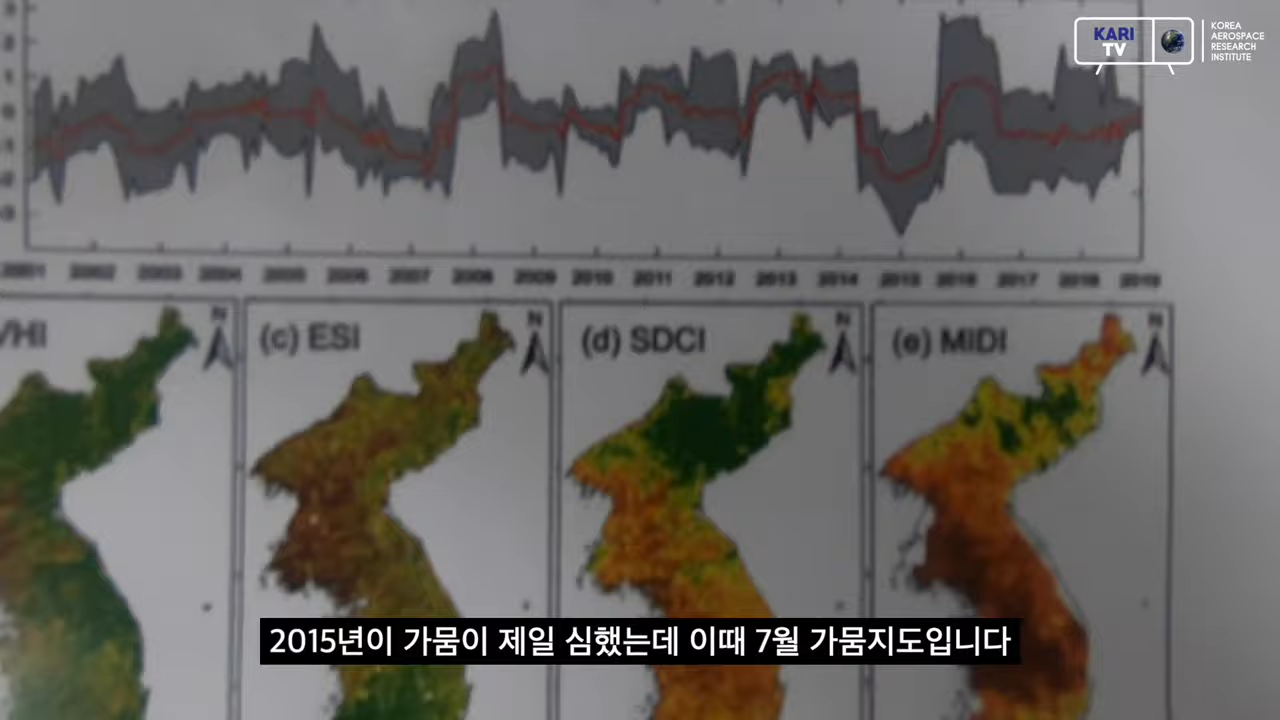 KARI
TV
KOREA
AEROSPACE
RESEARCH
INSTITUTE
2001 2002 2003 2004 2005 2006 2007 2008 2009 2010 2011 2012 2013 2014 2015 2016 2017 2018 2019
VHI
N
(c) ESI
N
(d) SDCI
N
(e) MIDI
N
2015년이 가뭄이 제일 심했는데 이때 7월 가뭄지도입니다